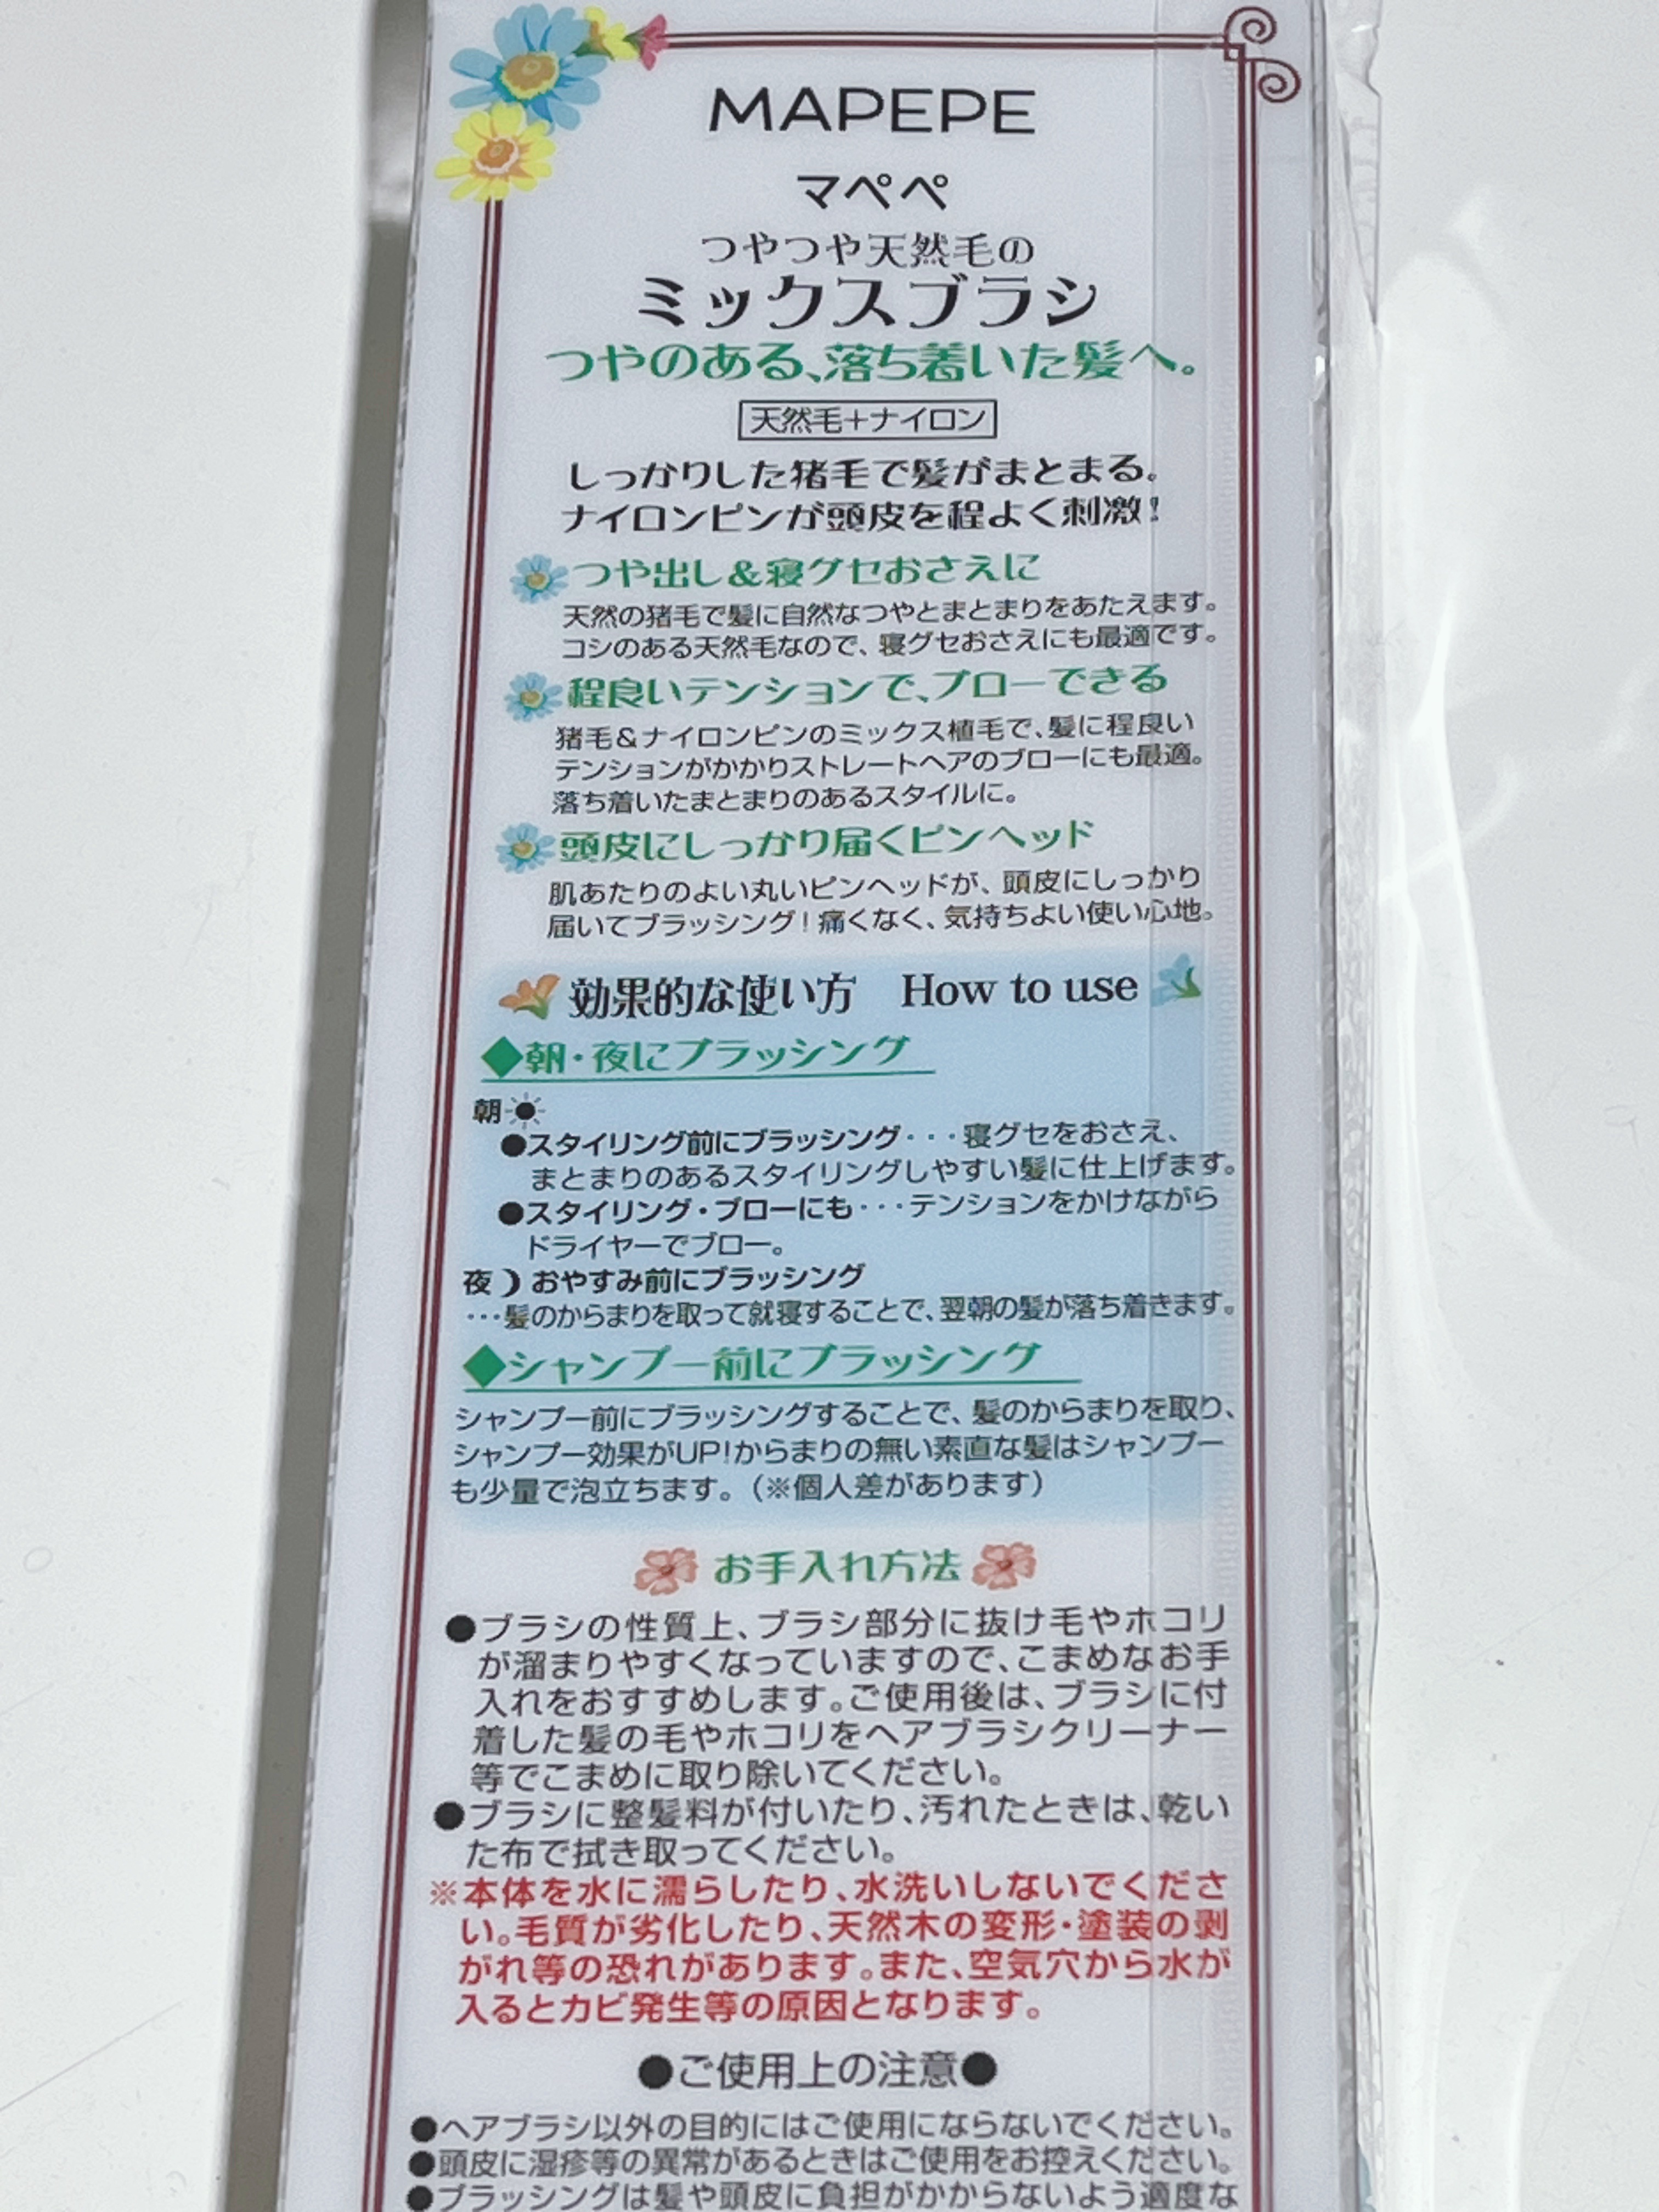 MAPEPE
マペペ
つやつや天然毛の
ミックスブラシ
つやのある、落ち着いた髪へ。
天然毛+ナイロン
しっかりした猪毛で髪がまとまる。
ナイロンピンが頭皮を程よく刺激!
つや出し&寝グセおさえに
天然の猪毛で髪に自然なつやとまとまりをあたえます。
コシのある天然毛なので、寝グセおさえにも最適です。
程良いテンションで、ブローできる
猪毛&ナイロンピンのミックス植毛で、髪に程良い
テンションがかかりストレートヘアのブローにも最適。
落ち着いたまとまりのあるスタイルに。
頭皮にしっかり届くピンヘッド
肌あたりのよい丸いピンヘッドが、頭皮にしっかり
届いてブラッシング!痛くなく、気持ちよい使い心地。
効果的な使い方 How to use
◆朝・夜にブラッシング
朝
●スタイリング前にブラッシング・・・寝グセをおさえ、
まとまりのあるスタイリングしやすい髪に仕上げます。
●スタイリング・ブローにも・・・テンションをかけながら
ドライヤーでブロー。
夜 おやすみ前にブラッシング
・・・髪のからまりを取って就寝することで、翌朝の髪が落ち着きます。
◆シャンプー前にブラッシング
シャンプー前にブラッシングすることで、髪のからまりを取り、
シャンプー効果がUP!からまりの無い素直な髪はシャンプー
も少量で泡立ちます。(※個人差があります)
お手入れ方法
●ブラシの性質上、ブラシ部分に抜け毛やホコリ
が溜まりやすくなっていますので、こまめなお手
入れをおすすめします。ご使用後は、ブラシに付
着した髪の毛やホコリをヘアブラシクリーナー
等でこまめに取り除いてください。
●ブラシに整髪料が付いたり、汚れたときは、乾い
た布で拭き取ってください。
※本体を水に濡らしたり、水洗いしないでくださ
い。毛質が劣化したり、天然木の変形・塗装の剥
がれ等の恐れがあります。また、空気穴から水が
入るとカビ発生等の原因となります。
●ご使用上の注意●
●ヘアブラシ以外の目的にはご使用にならないでください。
●頭皮に湿疹等の異常があるときはご使用をお控えください。
●ブラッシングは髪や頭皮に負担がかからないよう適度な